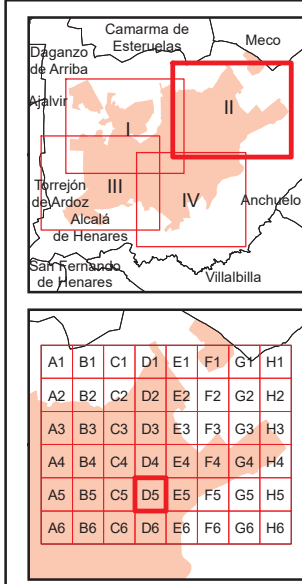 Camarma de
Esteruelas
Meco
Daganzo
de Arriba
Ajalvir
I
II
III
IV
Torrejón
de Ardoz
Anchuelo
Alcalá
de Henares
San Fernando
de Henares
Villalbilla
A1 B1 C1 D1 E1 F1 G1 H1
A2 B2 C2 D2 E2 F2 G2 H2
A3 B3 C3 D3 E3 F3 G3 H3
A4 B4 C4 D4 E4 F4 G4 H4
A5 B5 C5 D5 E5 F5 G5 H5
A6 B6 C6 D6 E6 F6 G6 H6